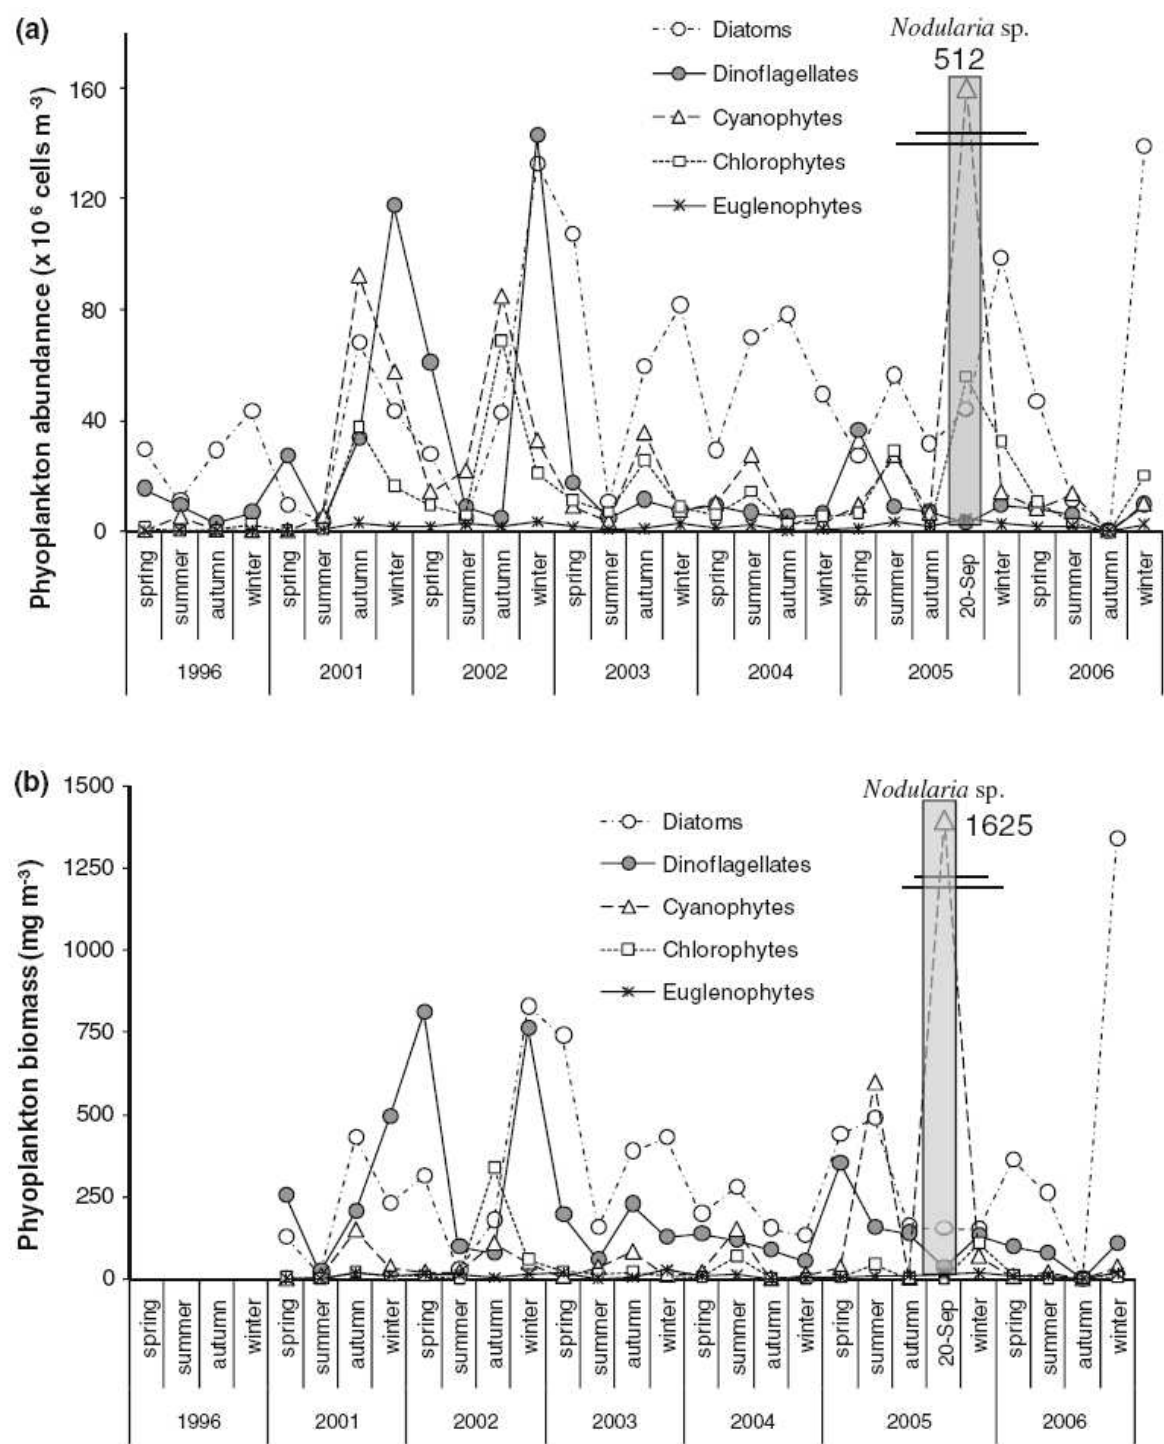 (a)
Diatoms
Dinoflagellates
Cyanophytes
Chlorophytes
Euglenophytes
Nodularia sp.
512
Phyoplankton abundannce (x 10 6 cells m-3)
160
120
80
40
0
spring summer autumn winter spring summer autumn winter spring summer autumn winter spring summer autumn winter spring summer autumn winter spring summer autumn 20-Sep winter spring summer autumn winter
1996 2001 2002 2003 2004 2005 2006
(b)
Diatoms
Dinoflagellates
Cyanophytes
Chlorophytes
Euglenophytes
Nodularia sp.
1625
Phyoplankton biomass (mg m-3)
1500
1250
1000
750
500
250
0
spring summer autumn winter spring summer autumn winter spring summer autumn winter spring summer autumn winter spring summer autumn winter spring summer autumn 20-Sep winter spring summer autumn winter
1996 2001 2002 2003 2004 2005 2006